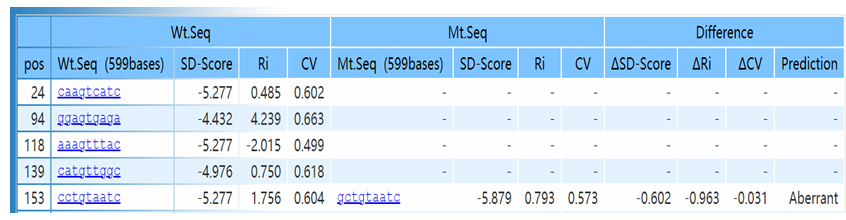 Wt.Seq Mt.Seq Difference
pos Wt.Seq (599bases) SD-Score Ri CV Mt.Seq (599bases) SD-Score Ri CV ΔSD-Score ΔRi ΔCV Prediction
24 caagtcatc -5.277 0.485 0.602 - - - - - - - -
94 ggagtgaga -4.432 4.239 0.663 - - - - - - - -
118 aaagtttac -5.277 -2.015 0.499 - - - - - - - -
139 catgttggc -4.976 0.750 0.618 - - - - - - - -
153 cctgtaatc -5.277 1.756 0.604 gctgtaatc -5.879 0.793 0.573 -0.602 -0.963 -0.031 Aberrant